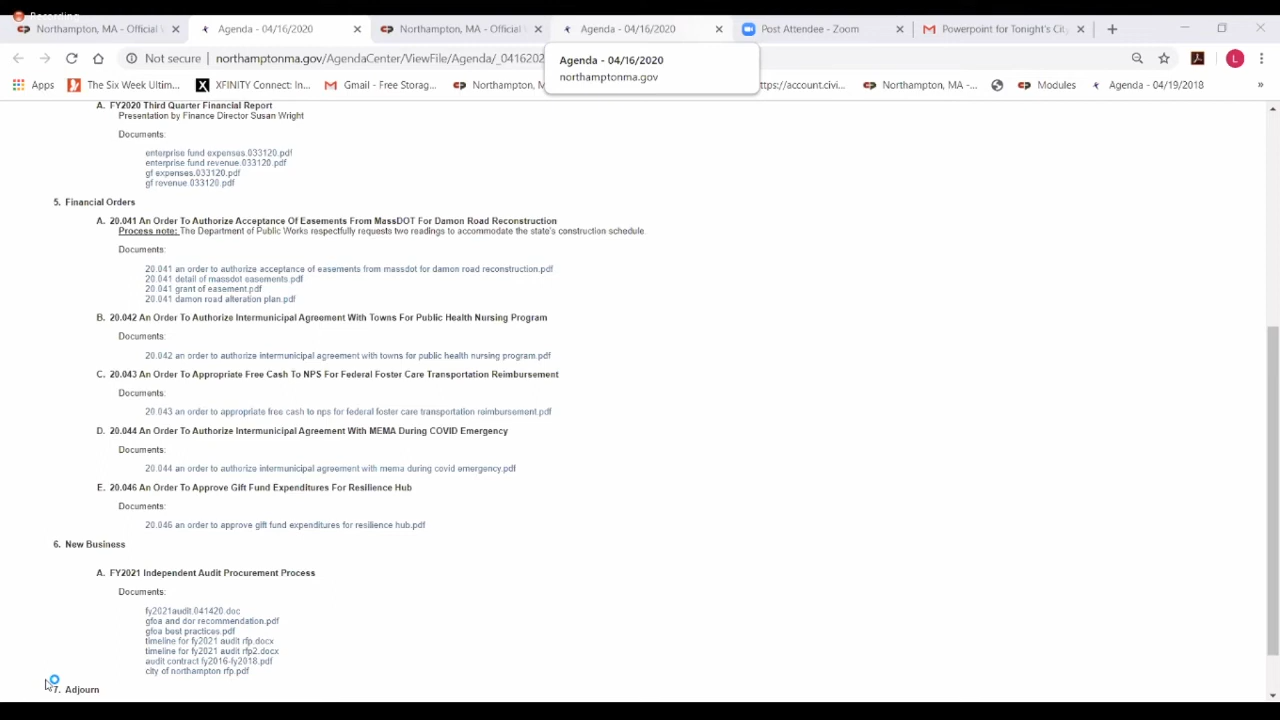 Recording
Northampton, MA - Official \
Agenda - 04/16/2020
Northampton, MA - Official \
Agenda - 04/16/2020
Post Attendee - Zoom
Powerpoint for Tonight's City
Not secure
northamptonma.gov/AgendaCenter/ViewFile/Agenda/_0416202
Agenda - 04/16/2020
northamptonma.gov
Apps
The Six Week Ultim...
XFINITY Connect: In...
Gmail - Free Storag...
Northampton, M
ttps://account.civi...
Northampton, MA -...
Modules
Agenda - 04/19/2018
»
A. FY2020 Third Quarter Financial Report
Presentation by Finance Director Susan Wright
Documents:
enterprise fund expenses.033120.pdf
enterprise fund revenue.033120.pdf
gf expenses.033120.pdf
gf revenue 033120.pdf
5. Financial Orders
A. 20.041 An Order To Authorize Acceptance Of Easements From MassDOT For Damon Road Reconstruction
Process note: The Department of Public Works respectfully requests two readings to accommodate the state's construction schedule.
Documents:
20.041 an order to authorize acceptance of easements from massdot for damon road reconstruction.pdf
20.041 detail of massdot easements.pdf
20.041 grant of easement.pdf
20.041 damon road alteration plan.pdf
B. 20.042 An Order To Authorize Intermunicipal Agreement With Towns For Public Health Nursing Program
Documents:
20.042 an order to authorize intermunicipal agreement with towns for public health nursing program.pdf
C. 20.043 An Order To Appropriate Free Cash To NPS For Federal Foster Care Transportation Reimbursement
Documents:
20.043 an order to appropriate free cash to nps for federal foster care transportation reimbursement.pdf
D. 20.044 An Order To Authorize Intermunicipal Agreement With MEMA During COVID Emergency
Documents:
20.044 an order to authorize intermunicipal agreement with mema during covid emergency.pdf
E. 20.046 An Order To Approve Gift Fund Expenditures For Resilience Hub
Documents:
20.046 an order to approve gift fund expenditures for resilience hub.pdf
6. New Business
A. FY2021 Independent Audit Procurement Process
Documents:
fy2021audit.041420.doc
gfoa and dor recommendation.pdf
gfoa best practices.pdf
timeline for fy2021 audit rfp.docx
timeline for fy2021 audit rfp2.docx
audit contract fy2016-fy2018.pdf
city of northampton rfp.pdf
7. Adjourn